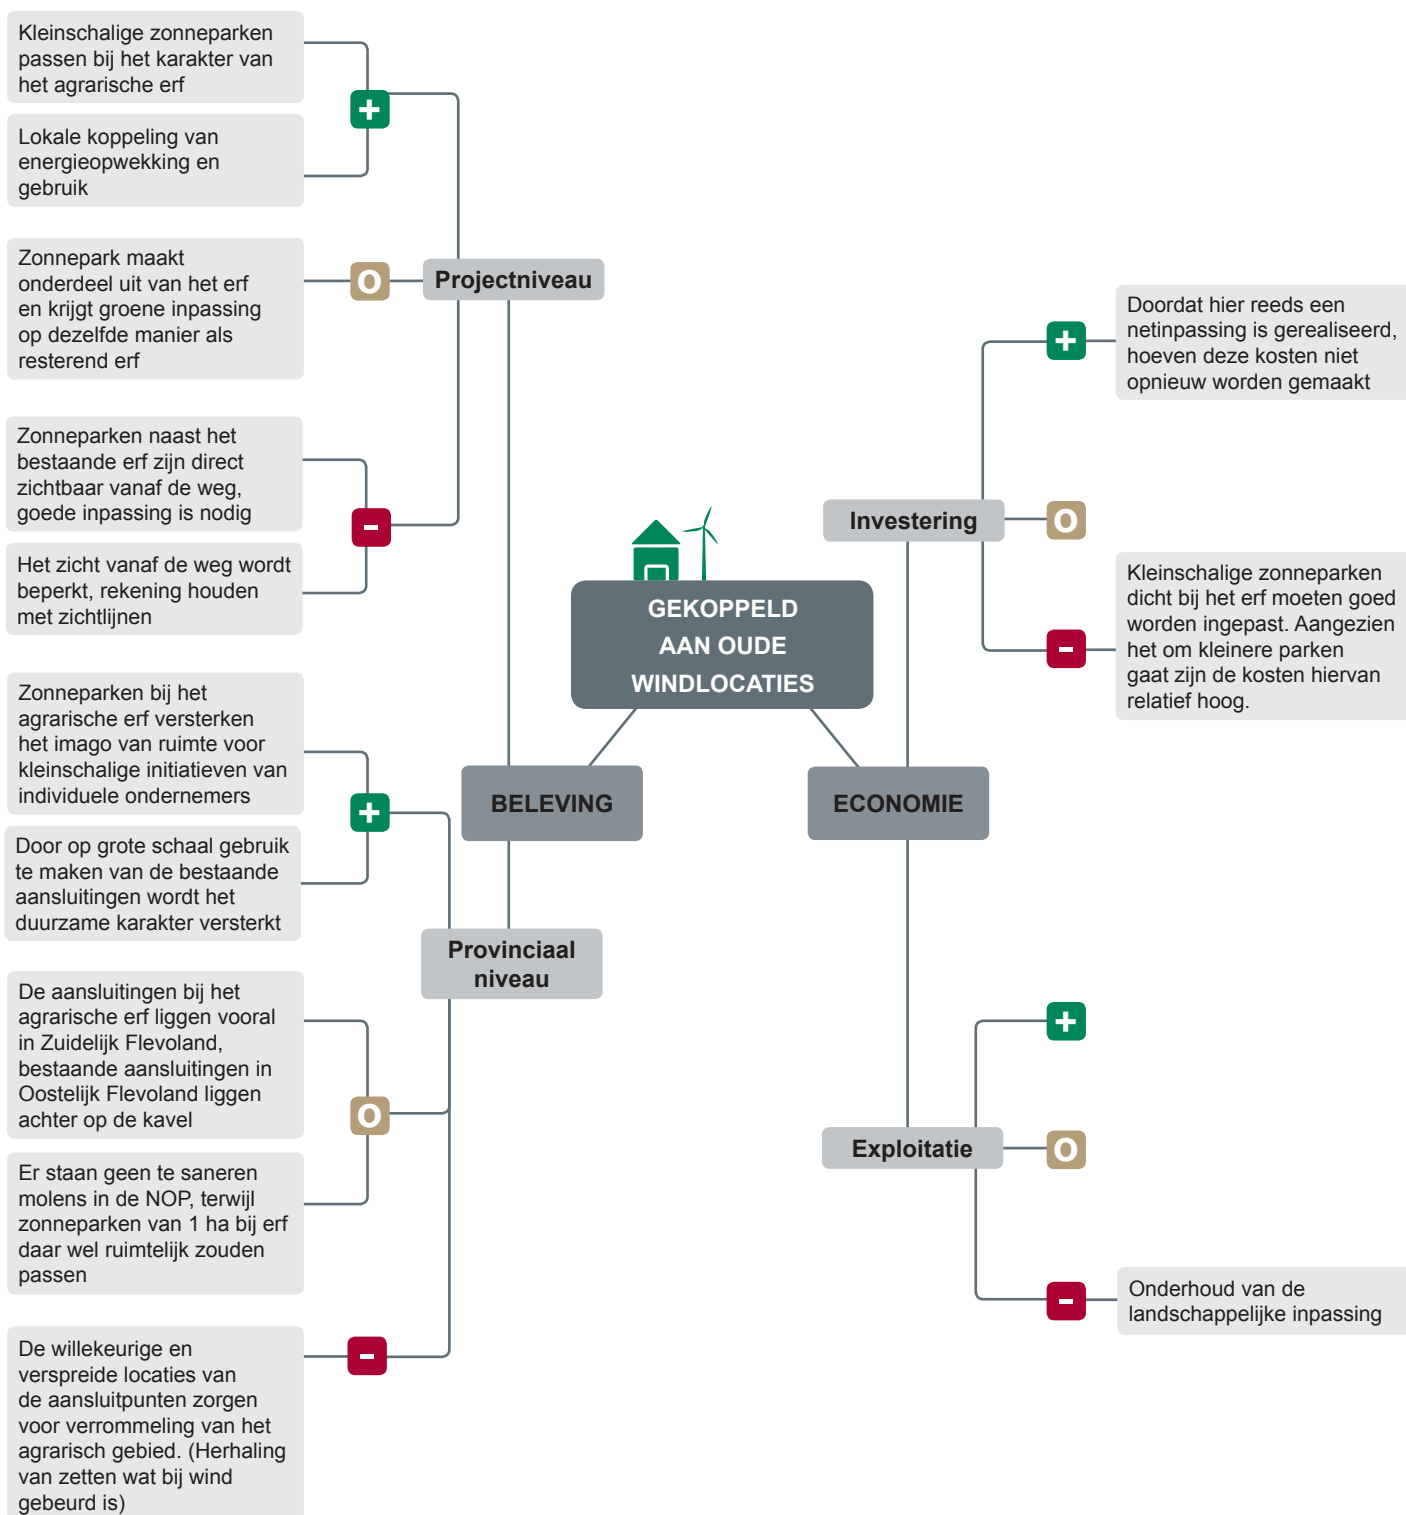 Kleinschalige zonneparken
passen bij het karakter van
het agrarische erf
+
Lokale koppeling van
energieopwekking en
gebruik
Zonnepark maakt
onderdeel uit van het erf
en krijgt groene inpassing
op dezelfde manier als
resterend erf
O
Projectniveau
Zonneparken naast het
bestaande erf zijn direct
zichtbaar vanaf de weg,
goede inpassing is nodig
-
Het zicht vanaf de weg wordt
beperkt, rekening houden
met zichtlijnen
Zonneparken bij het
agrarische erf versterken
het imago van ruimte voor
kleinschalige initiatieven van
individuele ondernemers
+
Door op grote schaal gebruik
te maken van de bestaande
aansluitingen wordt het
duurzame karakter versterkt
Provinciaal
niveau
De aansluitingen bij het
agrarische erf liggen vooral
in Zuidelijk Flevoland,
bestaande aansluitingen in
Oostelijk Flevoland liggen
achter op de kavel
O
Er staan geen te saneren
molens in de NOP, terwijl
zonneparken van 1 ha bij erf
daar wel ruimtelijk zouden
passen
De willekeurige en
verspreide locaties van
de aansluitpunten zorgen
voor verrommeling van het
agrarisch gebied. (Herhaling
van zetten wat bij wind
gebeurd is)
-
GEKOPPELD
AAN OUDE
WINDLOCATIES
BELEVING
ECONOMIE
+
Doordat hier reeds een
netinpassing is gerealiseerd,
hoeven deze kosten niet
opnieuw worden gemaakt
Investering
O
-
Kleinschalige zonneparken
dicht bij het erf moeten goed
worden ingepast. Aangezien
het om kleinere parken
gaat zijn de kosten hiervan
relatief hoog.
+
Exploitatie
O
-
Onderhoud van de
landschappelijke inpassing